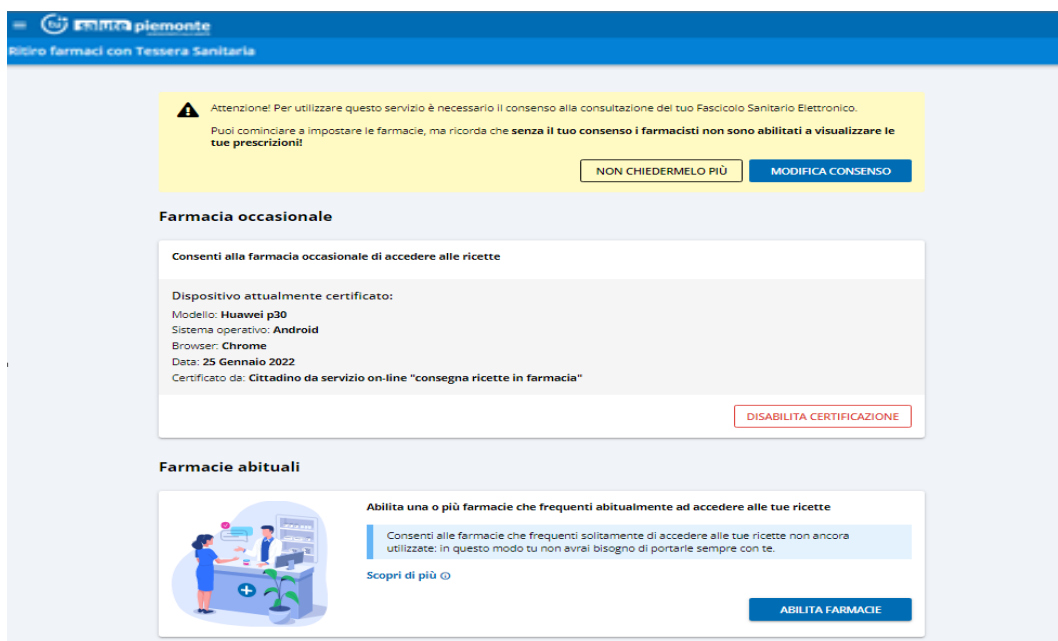 tu salute piemonte
Ritiro farmaci con Tessera Sanitaria
Attenzione! Per utilizzare questo servizio è necessario il consenso alla consultazione del tuo Fascicolo Sanitario Elettronico.
Puoi cominciare a impostare le farmacie, ma ricorda che senza il tuo consenso i farmacisti non sono abilitati a visualizzare le
tue prescrizioni!
NON CHIEDERMELO PIÙ
MODIFICA CONSENSO
Farmacia occasionale
Consenti alla farmacia occasionale di accedere alle ricette
Dispositivo attualmente certificato:
Modello: Huawei p30
Sistema operativo: Android
Browser: Chrome
Data: 25 Gennaio 2022
Certificato da: Cittadino da servizio on-line "consegna ricette in farmacia"
DISABILITA CERTIFICAZIONE
Farmacie abituali
Abilita una o più farmacie che frequenti abitualmente ad accedere alle tue ricette
Consenti alle farmacie che frequenti solitamente di accedere alle tue ricette non ancora
utilizzate: in questo modo tu non avrai bisogno di portarle sempre con te.
Scopri di più
ABILITA FARMACIE